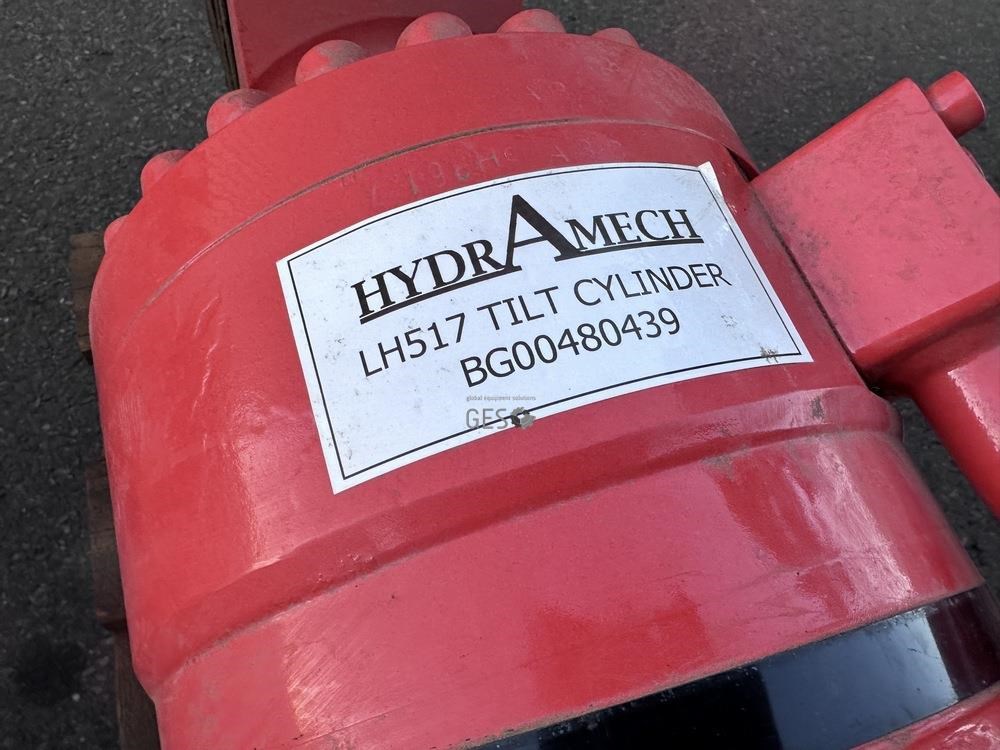 HYDRAMECH
LH517 TILT CYLINDER
BG00480439
global equipment solutions
GES